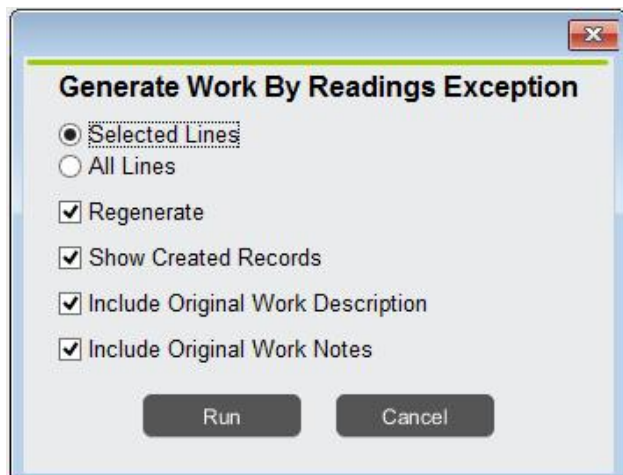 Generate Work By Readings Exception
Selected Lines
All Lines
Regenerate
Show Created Records
Include Original Work Description
Include Original Work Notes
Run Cancel